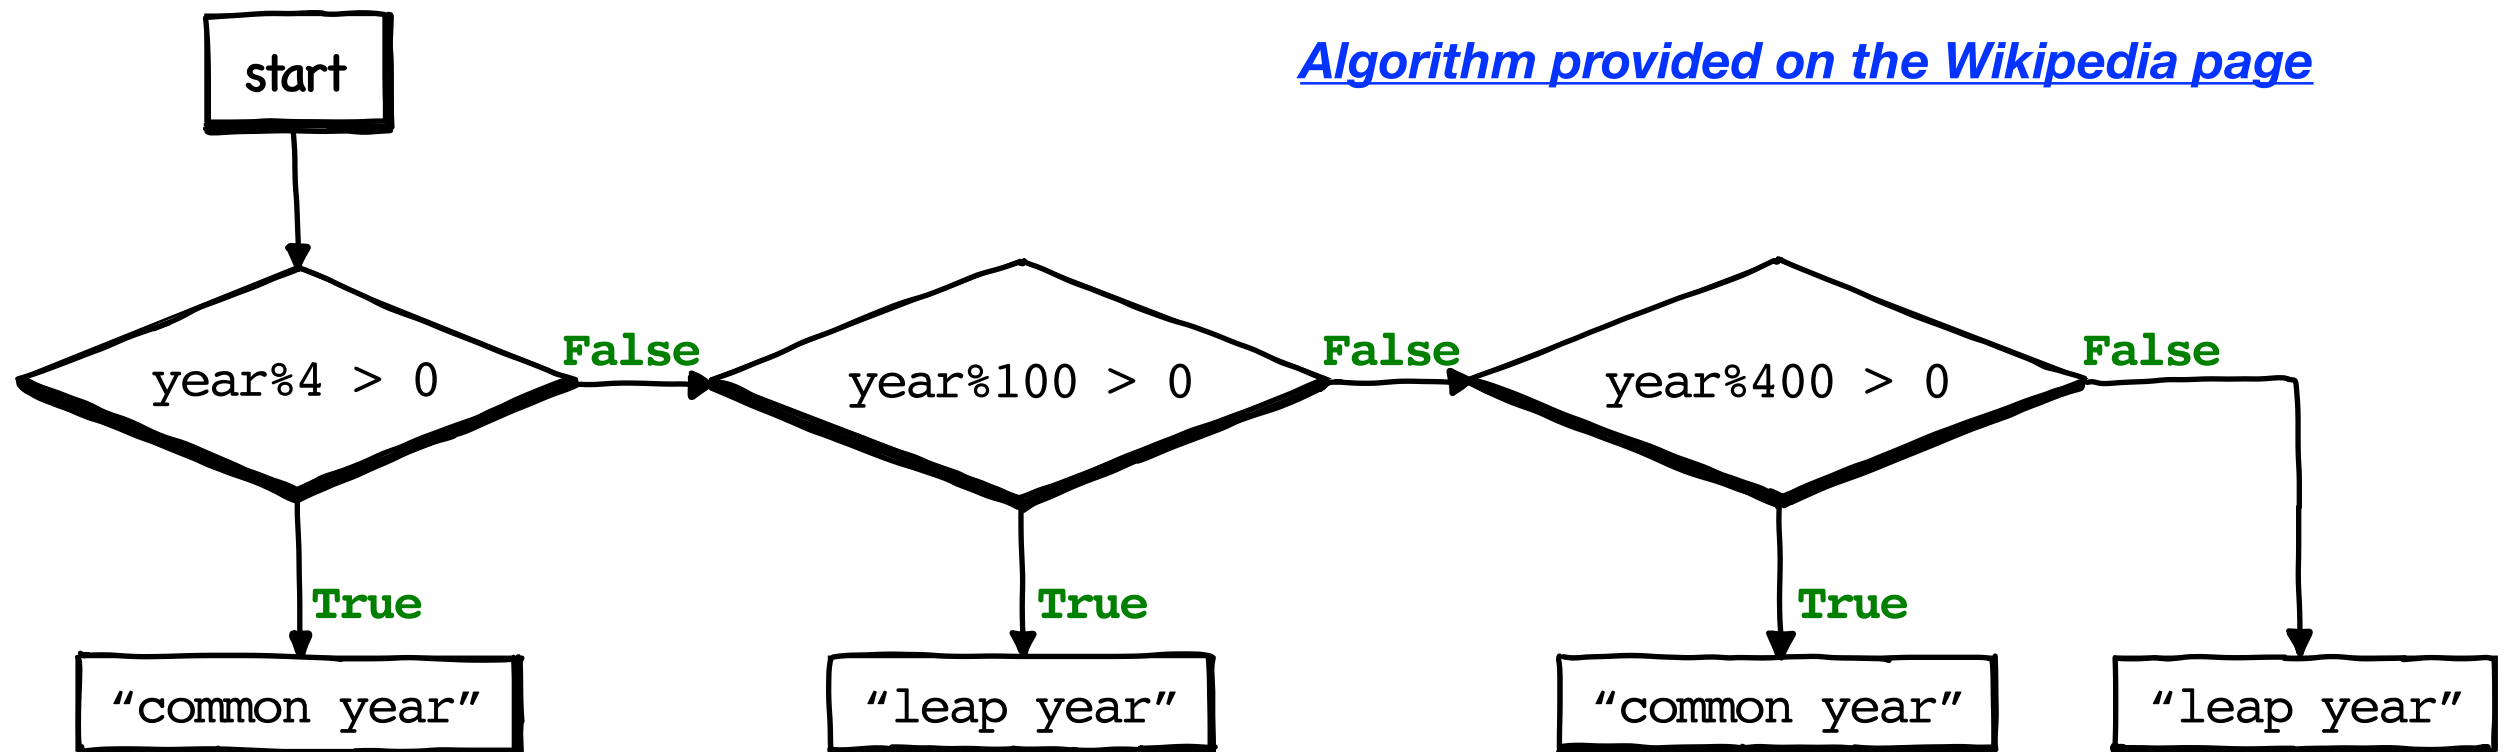 start
Algorithm provided on the Wikipedia page
year%4 > 0
False
year%100 > 0
False
year%400 > 0
False
True
True
True
“common year”
“leap year”
“common year”
“leap year”